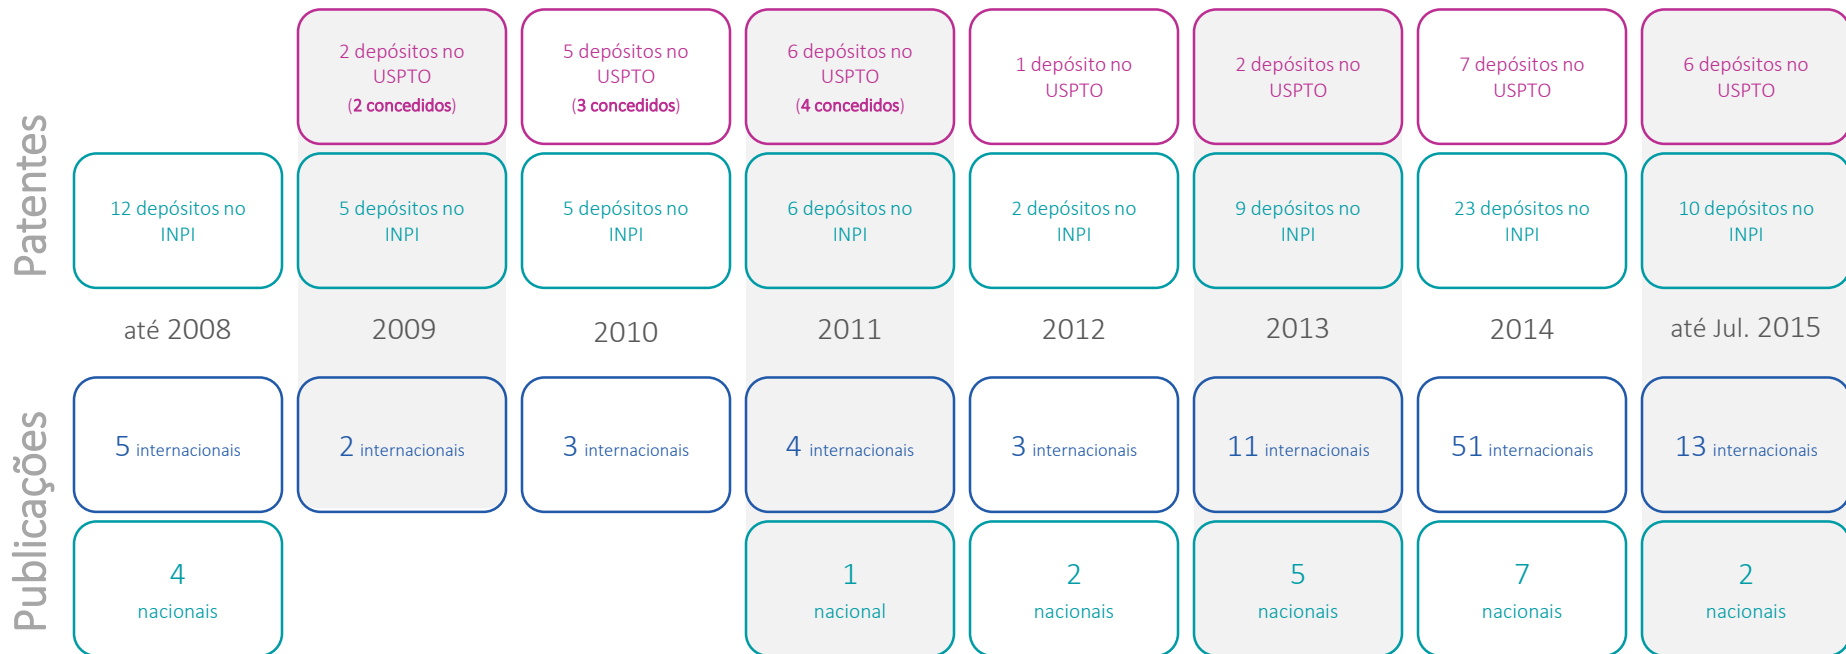 Patentes
2 depósitos no
USPTO
(2 concedidos)
5 depósitos no
USPTO
(3 concedidos)
6 depósitos no
USPTO
(4 concedidos)
1 depósito no
USPTO
2 depósitos no
USPTO
7 depósitos no
USPTO
6 depósitos no
USPTO
12 depósitos no
INPI
5 depósitos no
INPI
5 depósitos no
INPI
6 depósitos no
INPI
2 depósitos no
INPI
9 depósitos no
INPI
23 depósitos no
INPI
10 depósitos no
INPI
até 2008
2009
2010
2011
2012
2013
2014
até Jul. 2015
Publicações
5 internacionais
2 internacionais
3 internacionais
4 internacionais
3 internacionais
11 internacionais
51 internacionais
13 internacionais
4
nacionais
1
nacional
2
nacionais
5
nacionais
7
nacionais
2
nacionais